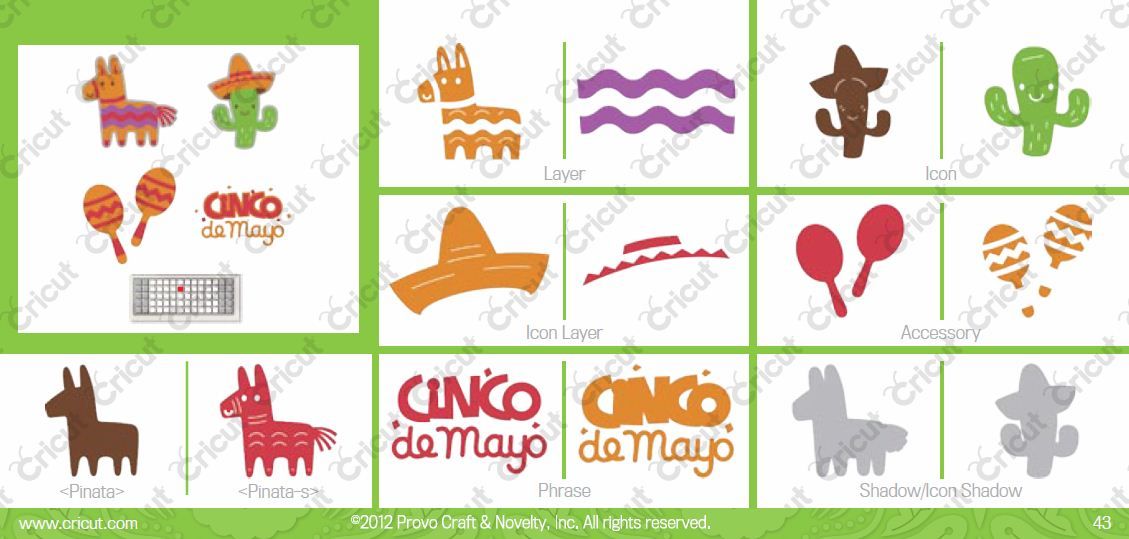 CINCO
de Mayo
Layer
Icon
Icon Layer
Accessory
<Pinata>
<Pinata-s>
CINCO
de Mayo
CINCO
de Mayo
Phrase
Shadow/Icon Shadow
www.cricut.com
©2012 Provo Craft & Novelty, Inc. All rights reserved.
43
Cricut